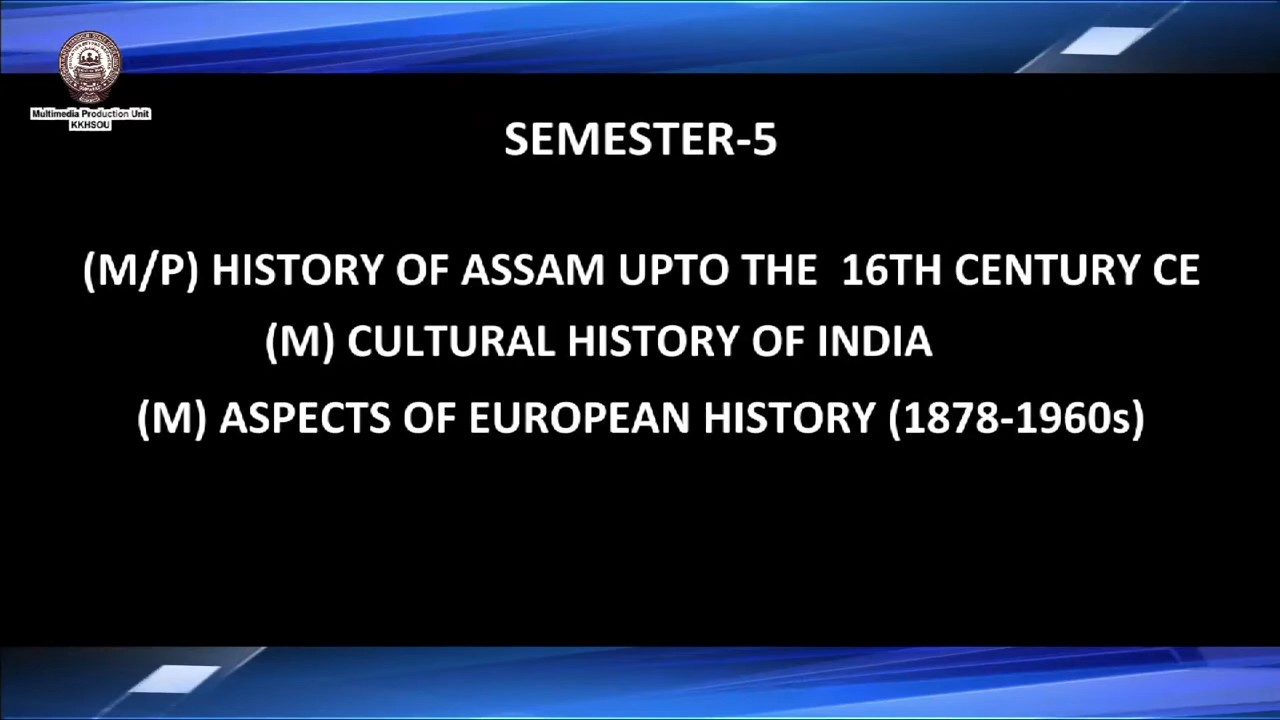 Multimedia Production Unit
KKHSOU
SEMESTER-5
(M/P) HISTORY OF ASSAM UPTO THE 16TH CENTURY CE
(M) CULTURAL HISTORY OF INDIA
(M) ASPECTS OF EUROPEAN HISTORY (1878-1960s)